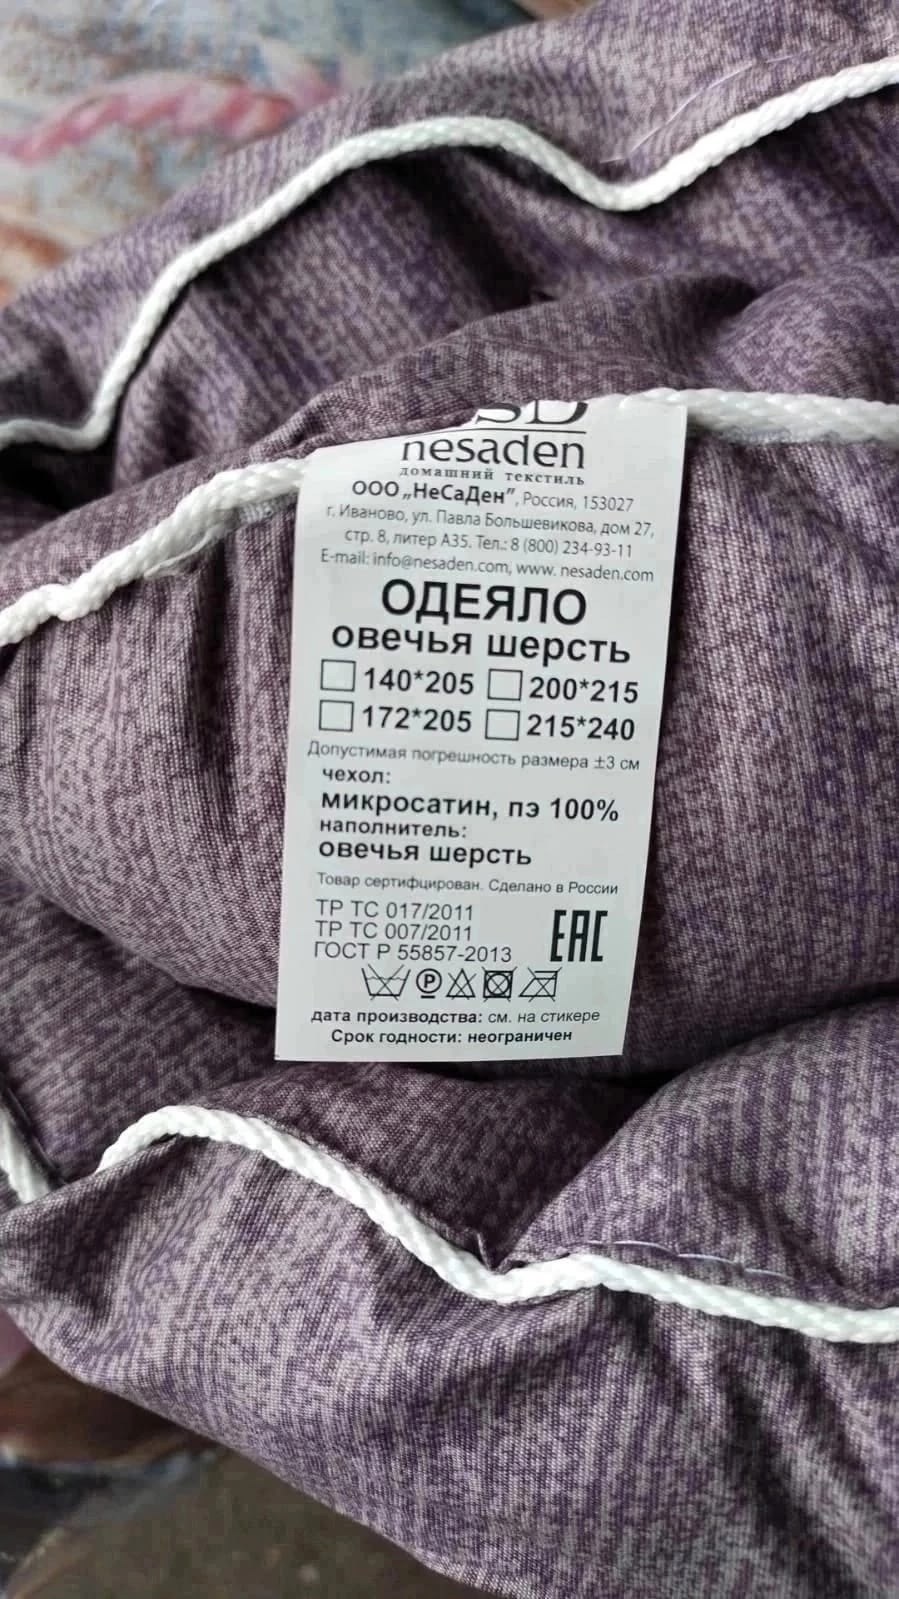 SD
nesaden
домашний текстиль
ООО „НеСаДен”, Россия, 153027
г. Иваново, ул. Павла Большевикова, дом 27,
стр. 8, литер А35. Тел.: 8 (800) 234-93-11
E-mail: info@nesaden.com, www. nesaden.com
ОДЕЯЛО
овечья шерсть
140*205 200*215
172*205 215*240
Допустимая погрешность размера ±3 см
чехол:
микросатин, пэ 100%
наполнитель:
овечья шерсть
Товар сертифцирован. Сделано в России
ТР ТС 017/2011
ТР ТС 007/2011
ГОСТ Р 55857-2013
EAC
P
дата производства: см. на стикере
Срок годности: неограничен